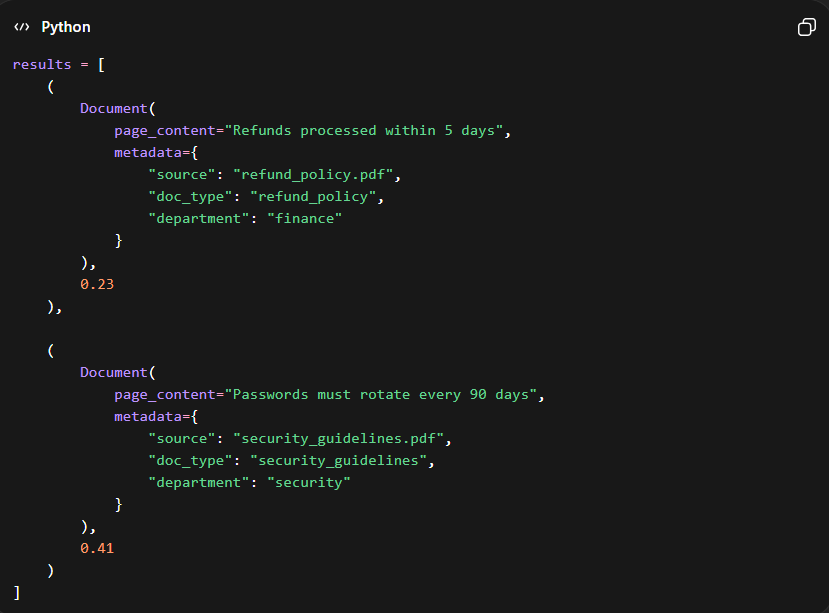 Python
results = [
    (
        Document(
            page_content="Refunds processed within 5 days",
            metadata={
                "source": "refund_policy.pdf",
                "doc_type": "refund_policy",
                "department": "finance"
            }
        ),
        0.23
    ),

    (
        Document(
            page_content="Passwords must rotate every 90 days",
            metadata={
                "source": "security_guidelines.pdf",
                "doc_type": "security_guidelines",
                "department": "security"
            }
        ),
        0.41
    )
]